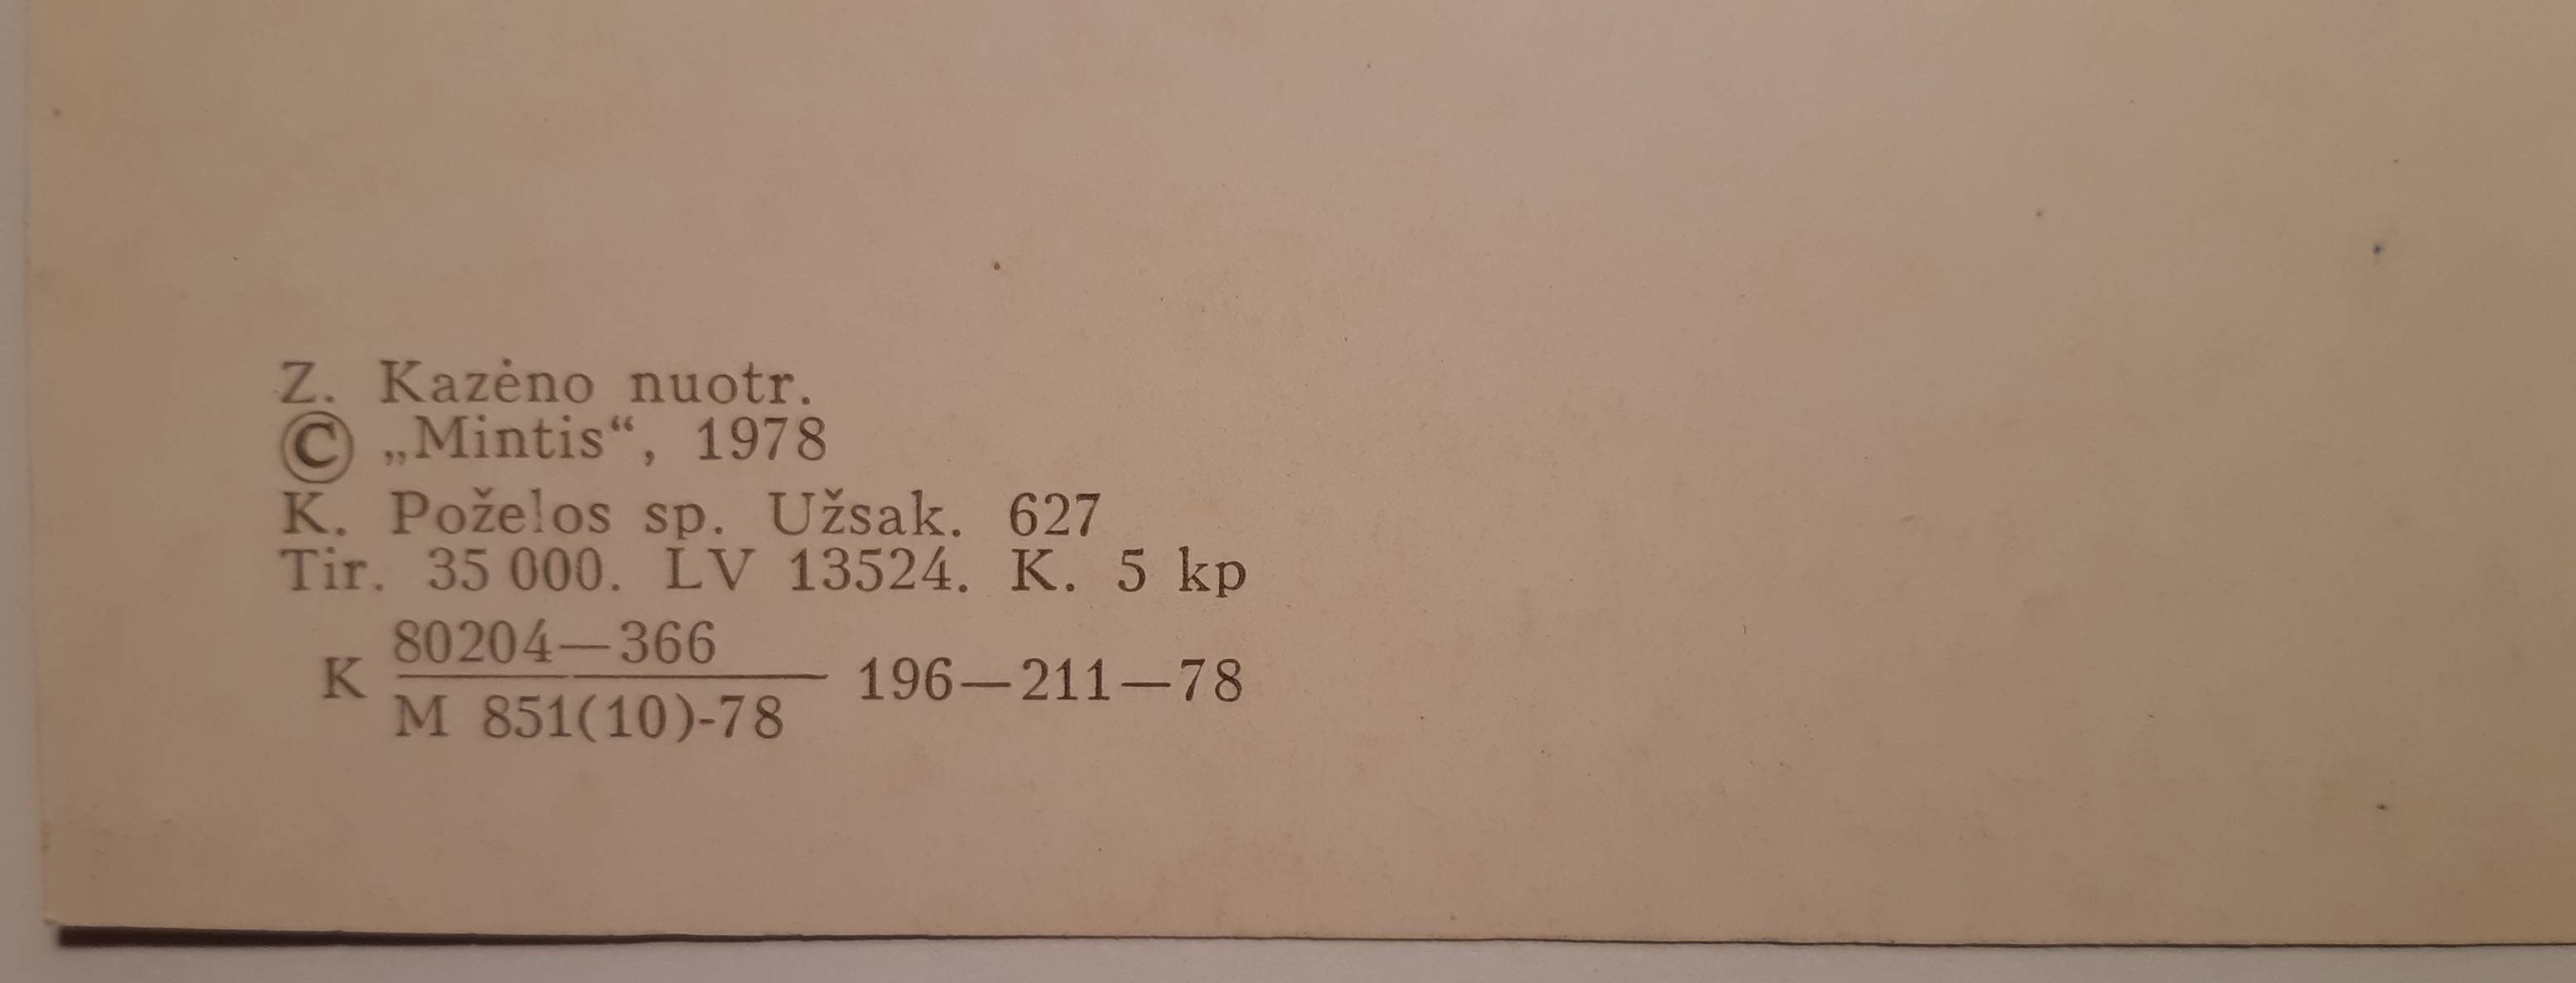 Z. Kazėno nuotr.
© „Mintis“, 1978
K. Poželos sp. Užsak. 627
Tir. 35 000. LV 13524. K. 5 kp
80204—366
K 196—211—78
M 851(10)-78